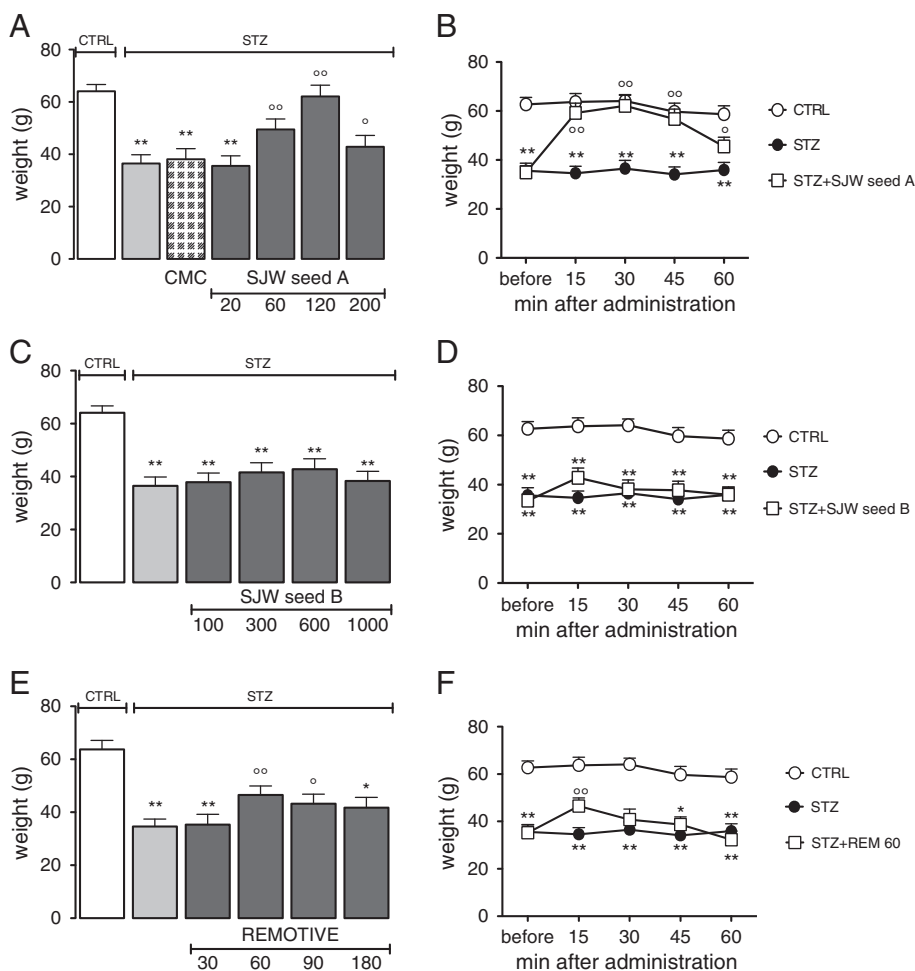 A
CTRL STZ
80
60
40
20
0
weight (g)
** ** ** °° °° °
CMC SJW seed A
20 60 120 200
B
80
60
40
20
0
weight (g)
°° °°
°° °
** ** ** **
**
before 15 30 45 60
min after administration
CTRL
STZ
STZ+SJW seed A
C
CTRL STZ
80
60
40
20
0
weight (g)
** ** ** ** **
SJW seed B
100 300 600 1000
D
80
60
40
20
0
weight (g)
** ** ** ** **
** ** ** ** **
before 15 30 45 60
min after administration
CTRL
STZ
STZ+SJW seed B
E
CTRL STZ
80
60
40
20
0
weight (g)
** ** °° ° *
REMOTIVE
30 60 90 180
F
80
60
40
20
0
weight (g)
°°
** * **
** ** ** **
before 15 30 45 60
min after administration
CTRL
STZ
STZ+REM 60